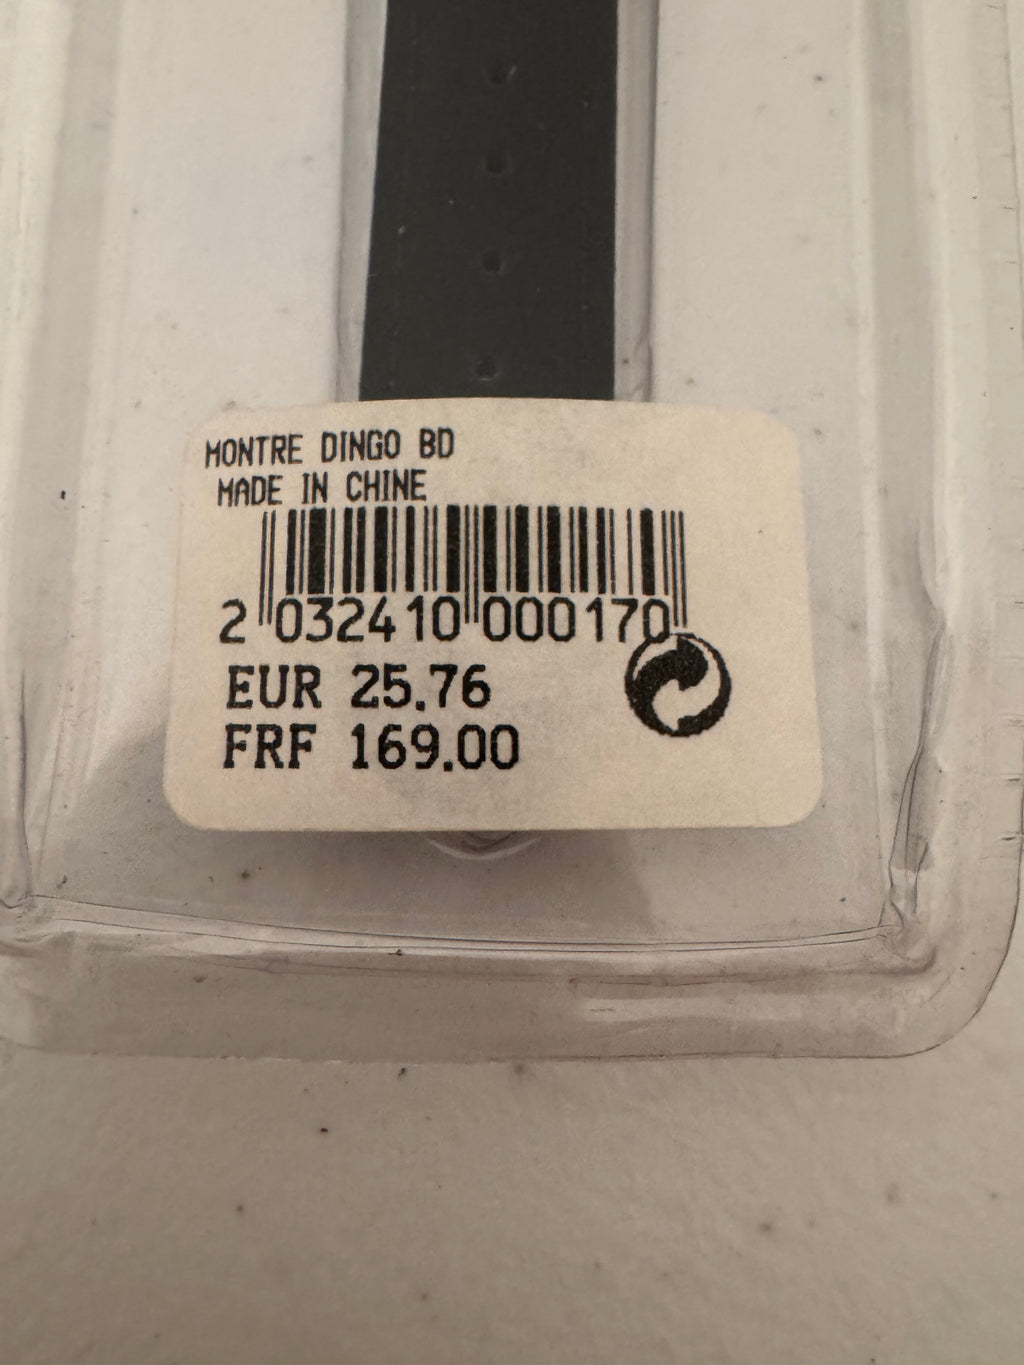 MONTRE DINGO BD
MADE IN CHINE
2 032410 000170
EUR 25.76
FRF 169.00